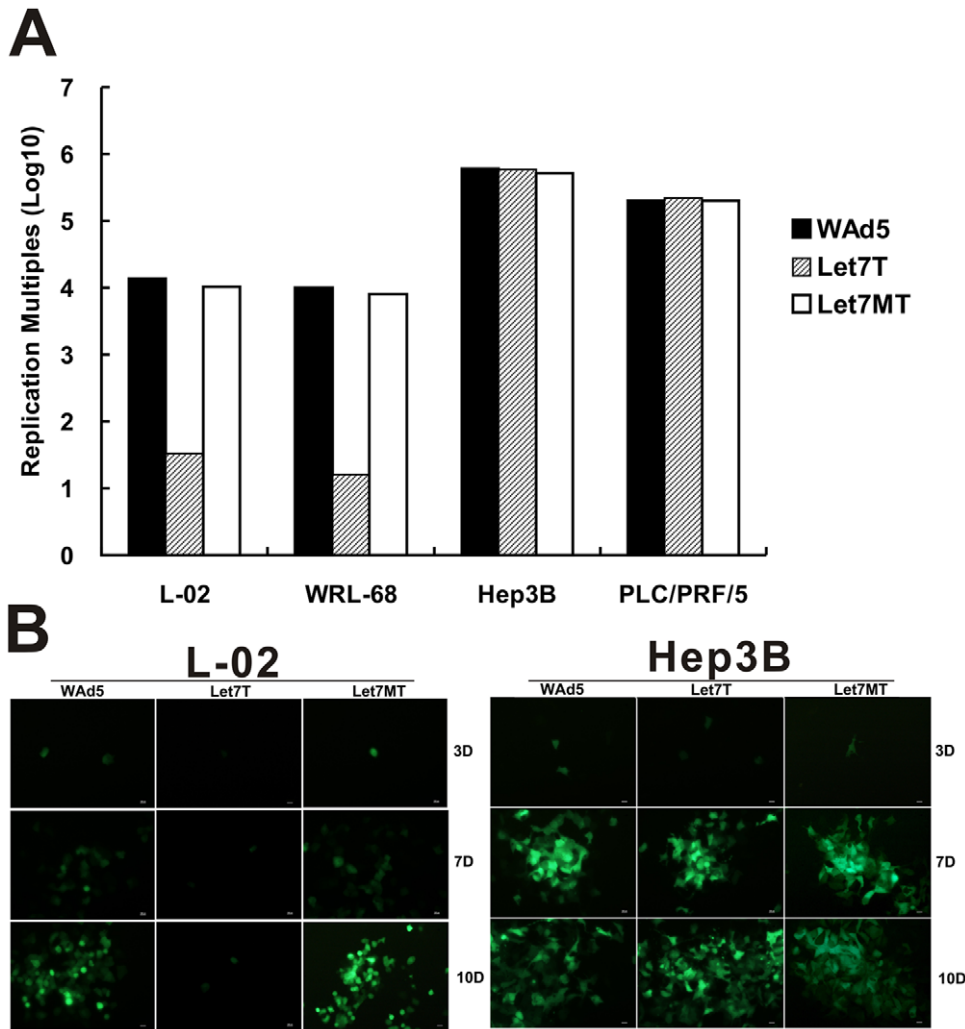 A
Replication Multiples (Log10)
7
6
5
4
3
2
1
0
L-02 WRL-68 Hep3B PLC/PRF/5
WAd5
Let7T
Let7MT
B
L-02
WAd5 Let7T Let7MT
3D
7D
10D
Hep3B
WAd5 Let7T Let7MT
3D
7D
10D